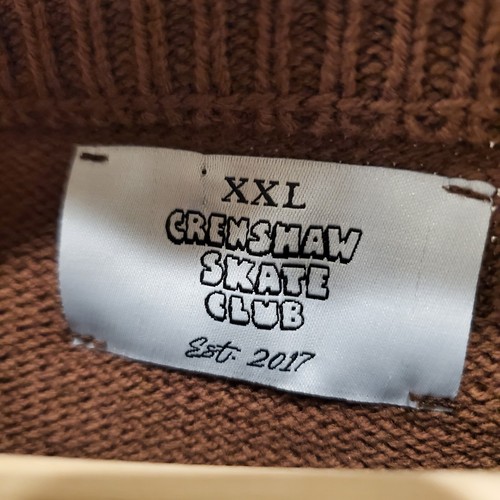 XXL
CRENSHAW
SKATE
CLUB
Est. 2017